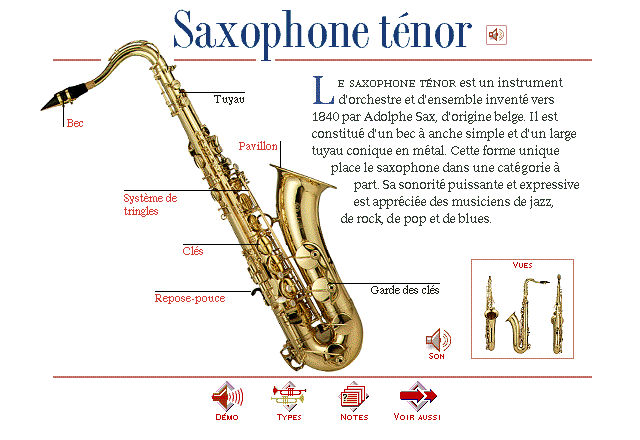 Saxophone ténor
LE SAXOPHONE TÉNOR est un instrument
d'orchestre et d'ensemble inventé vers
1840 par Adolphe Sax, d'origine belge. Il est
constitué d'un bec à anche simple et d'un large
tuyau conique en métal. Cette forme unique
place le saxophone dans une catégorie à
part. Sa sonorité puissante et expressive
est appréciée des musiciens de jazz,
de rock, de pop et de blues.
Tuyau
Bec
Pavillon
Système de
tringles
Clés
Repose-pouce
Garde des clés
Vues
Son
Démo
Types
Notes
Voir aussi